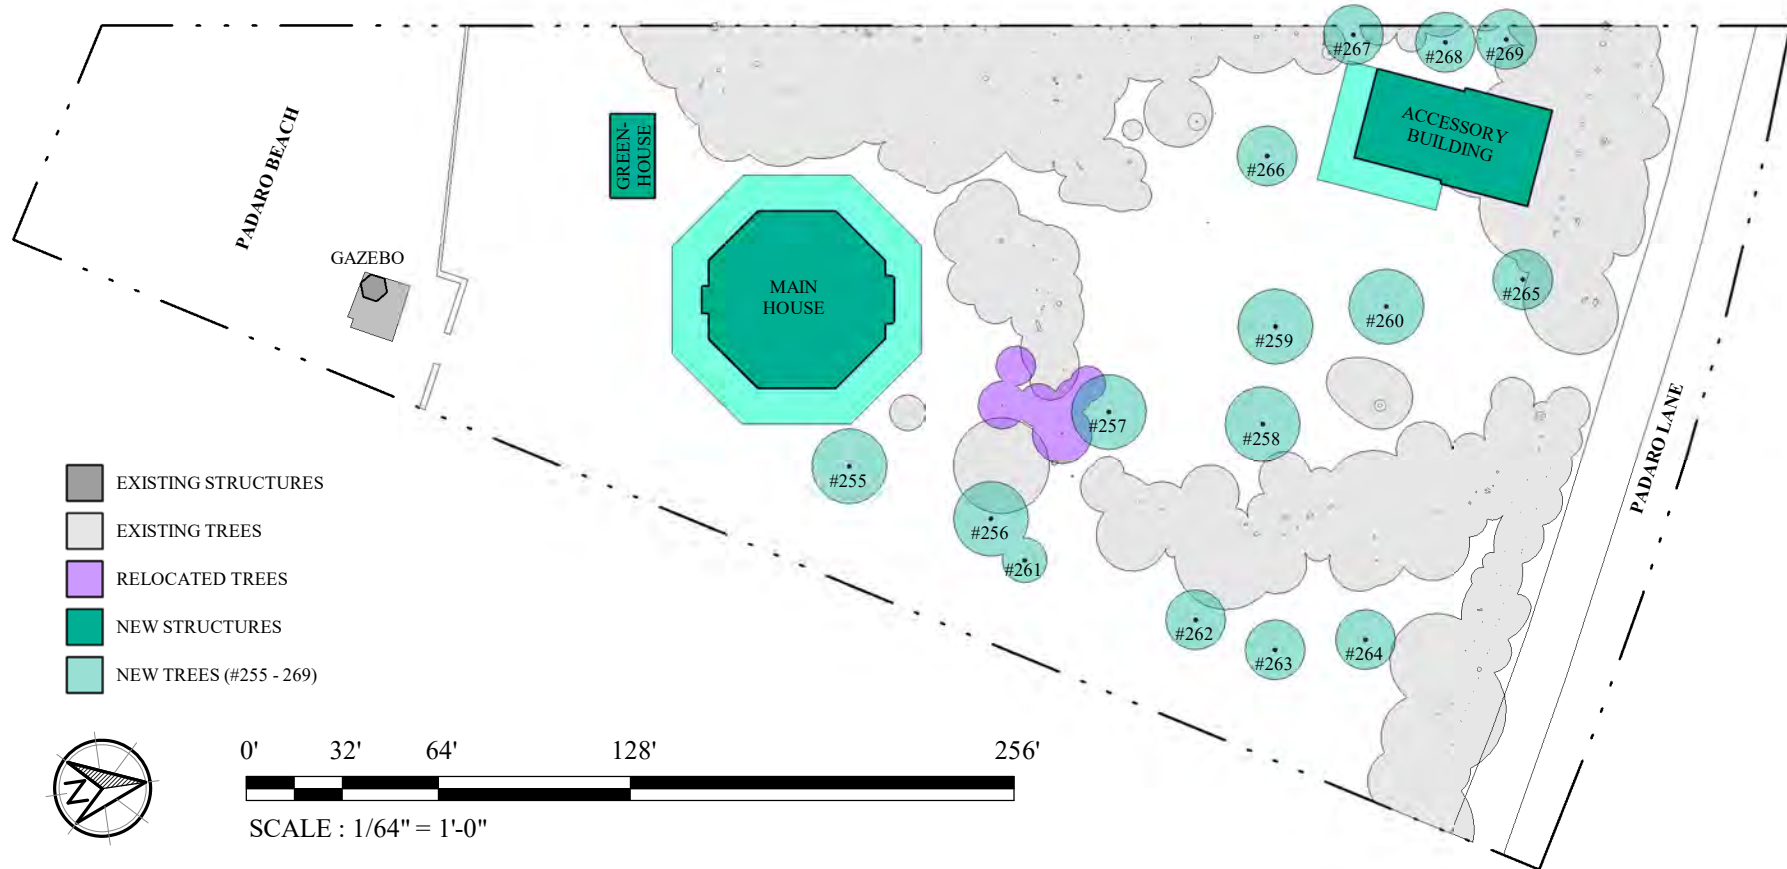 #267
#268
#269
PADARO BEACH
GREEN-
HOUSE
ACCESSORY
BUILDING
#266
GAZEBO
MAIN
HOUSE
#265
#259
#260
#257
#258
PADARO LANE
#255
#256
#261
#262
#263
#264
EXISTING STRUCTURES
EXISTING TREES
RELOCATED TREES
NEW STRUCTURES
NEW TREES (#255 - 269)
N
0' 32' 64' 128' 256'
SCALE : 1/64" = 1'-0"